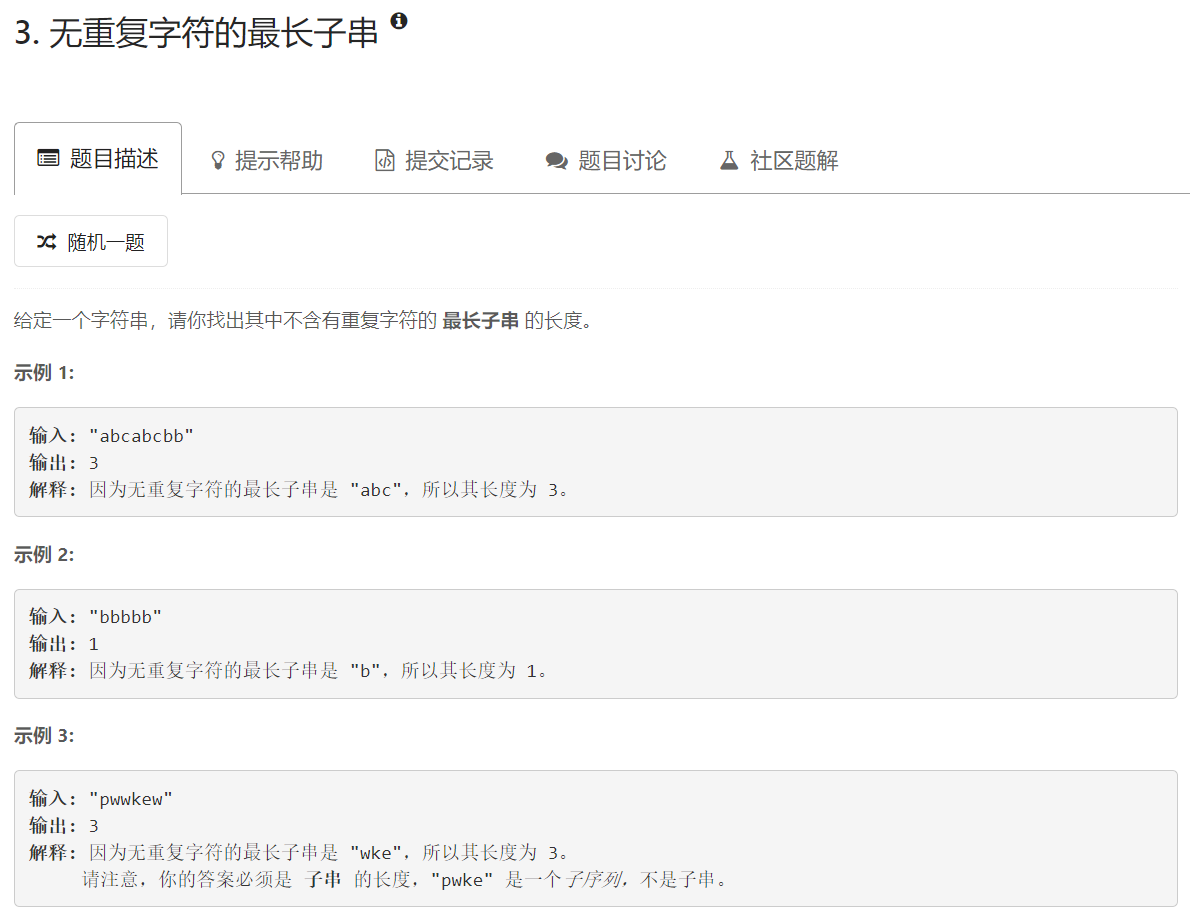 3. 无重复字符的最长子串
题目描述 提示帮助 提交记录 题目讨论 社区题解
随机一题
给定一个字符串，请你找出其中不含有重复字符的 最长子串 的长度。
示例 1:
输入: "abcabcbb"
输出: 3
解释: 因为无重复字符的最长子串是 "abc"，所以其长度为 3。
示例 2:
输入: "bbbbb"
输出: 1
解释: 因为无重复字符的最长子串是 "b"，所以其长度为 1。
示例 3:
输入: "pwwkew"
输出: 3
解释: 因为无重复字符的最长子串是 "wke"，所以其长度为 3。
请注意，你的答案必须是 子串 的长度，"pwke" 是一个子序列，不是子串。